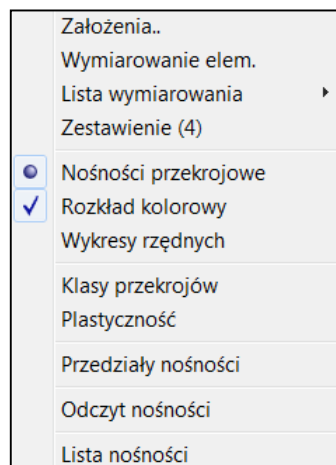 Założenia..
Wymiarowanie elem.
Lista wymiarowania
Zestawienie (4)
Nośności przekrojowe
Rozkład kolorowy
Wykresy rzędnych
Klasy przekrojów
Plastyczność
Przedziały nośności
Odczyt nośności
Lista nośności